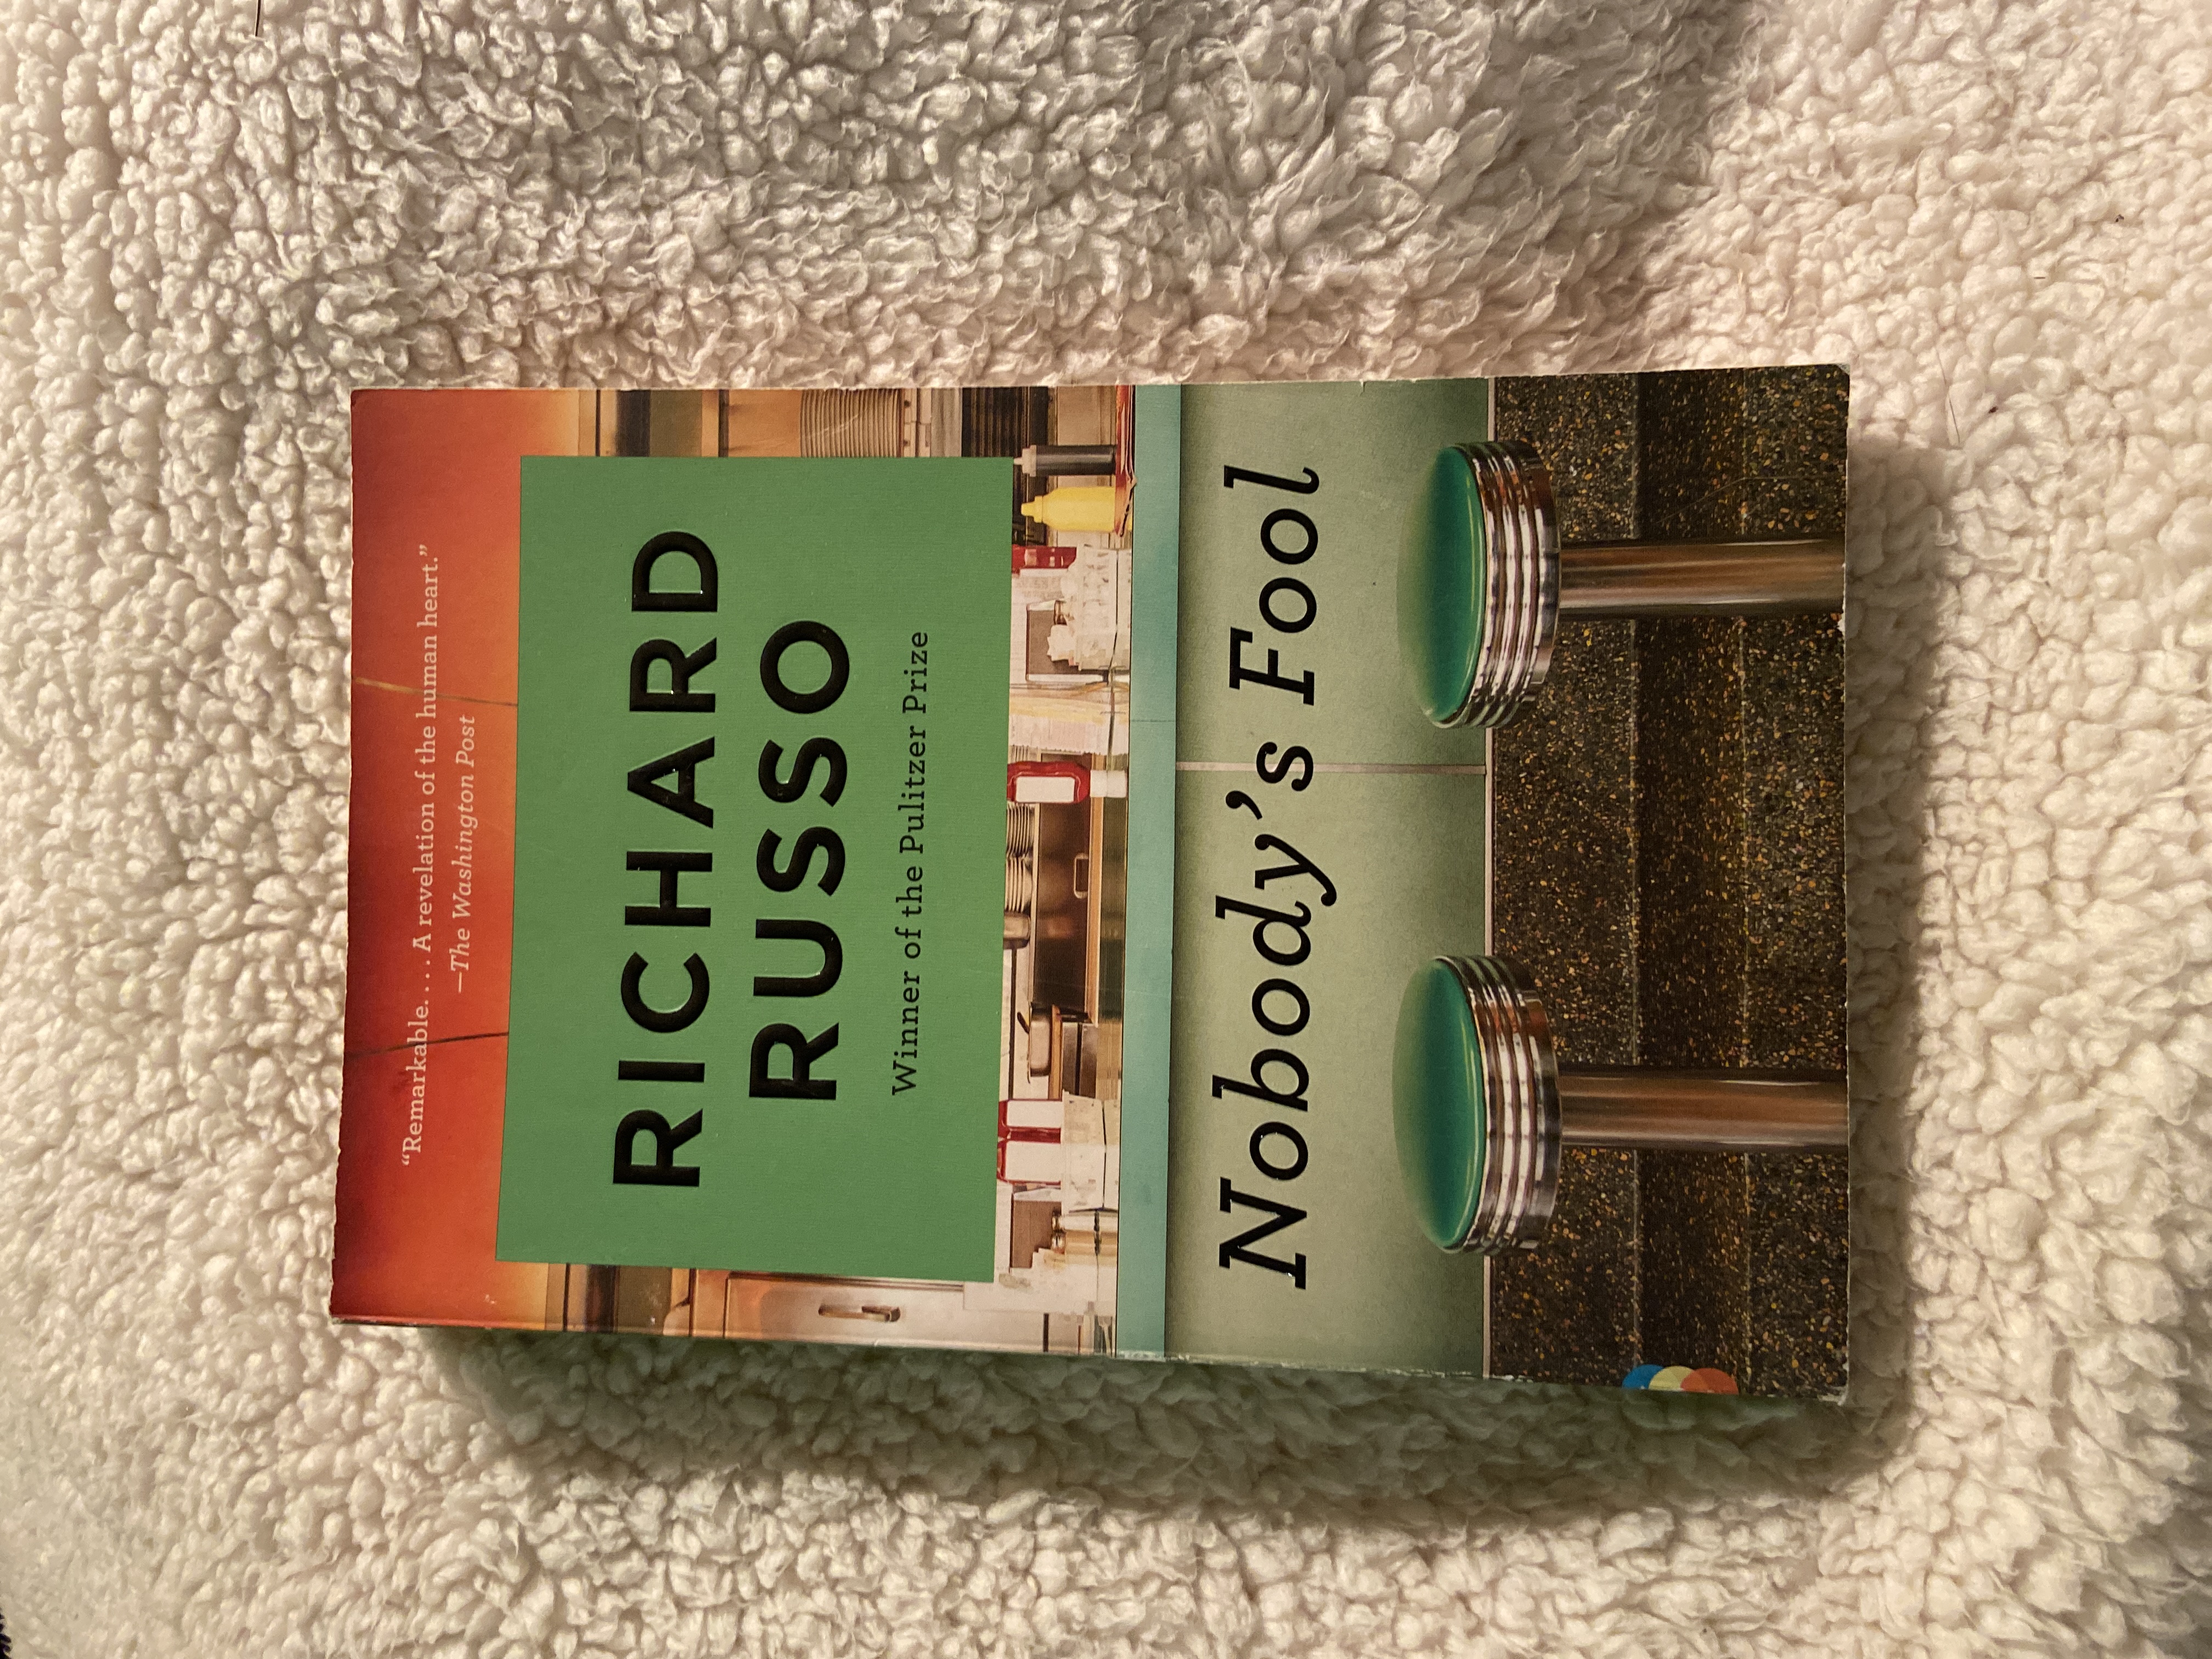 “Remarkable. . . . A revelation of the human heart.”
—The Washington Post
RICHARD
RUSSO
Winner of the Pulitzer Prize
Nobody’s Fool